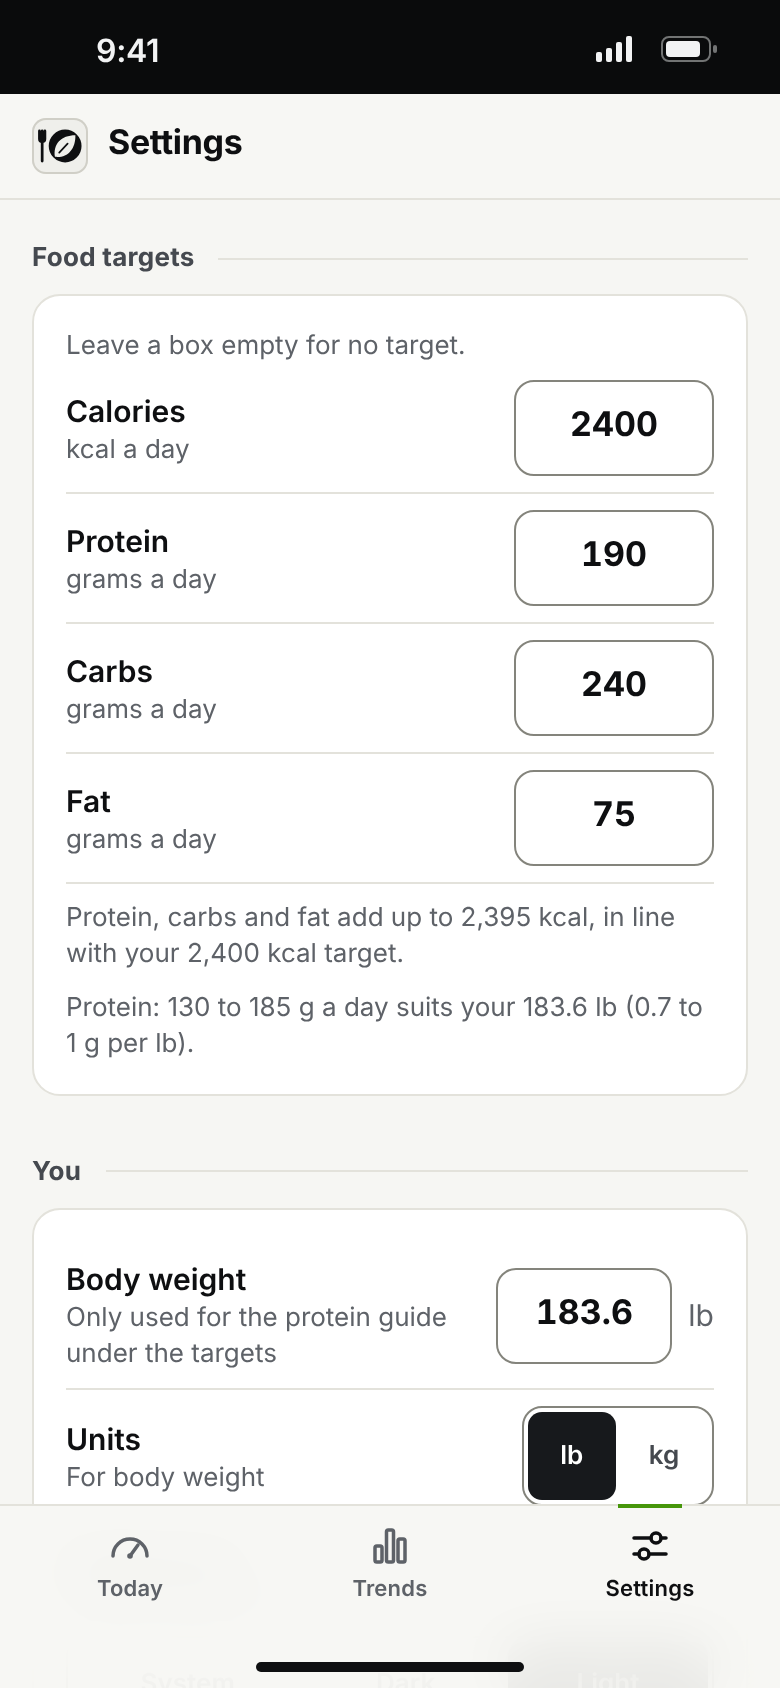 9:41
Settings
Food targets
Leave a box empty for no target.
Calories
kcal a day
2400
Protein
grams a day
190
Carbs
grams a day
240
Fat
grams a day
75
Protein, carbs and fat add up to 2,395 kcal, in line
with your 2,400 kcal target.
Protein: 130 to 185 g a day suits your 183.6 lb (0.7 to
1 g per lb).
You
Body weight
Only used for the protein guide
under the targets
183.6 lb
Units
For body weight
lb kg
Today Trends Settings
System Dark Light